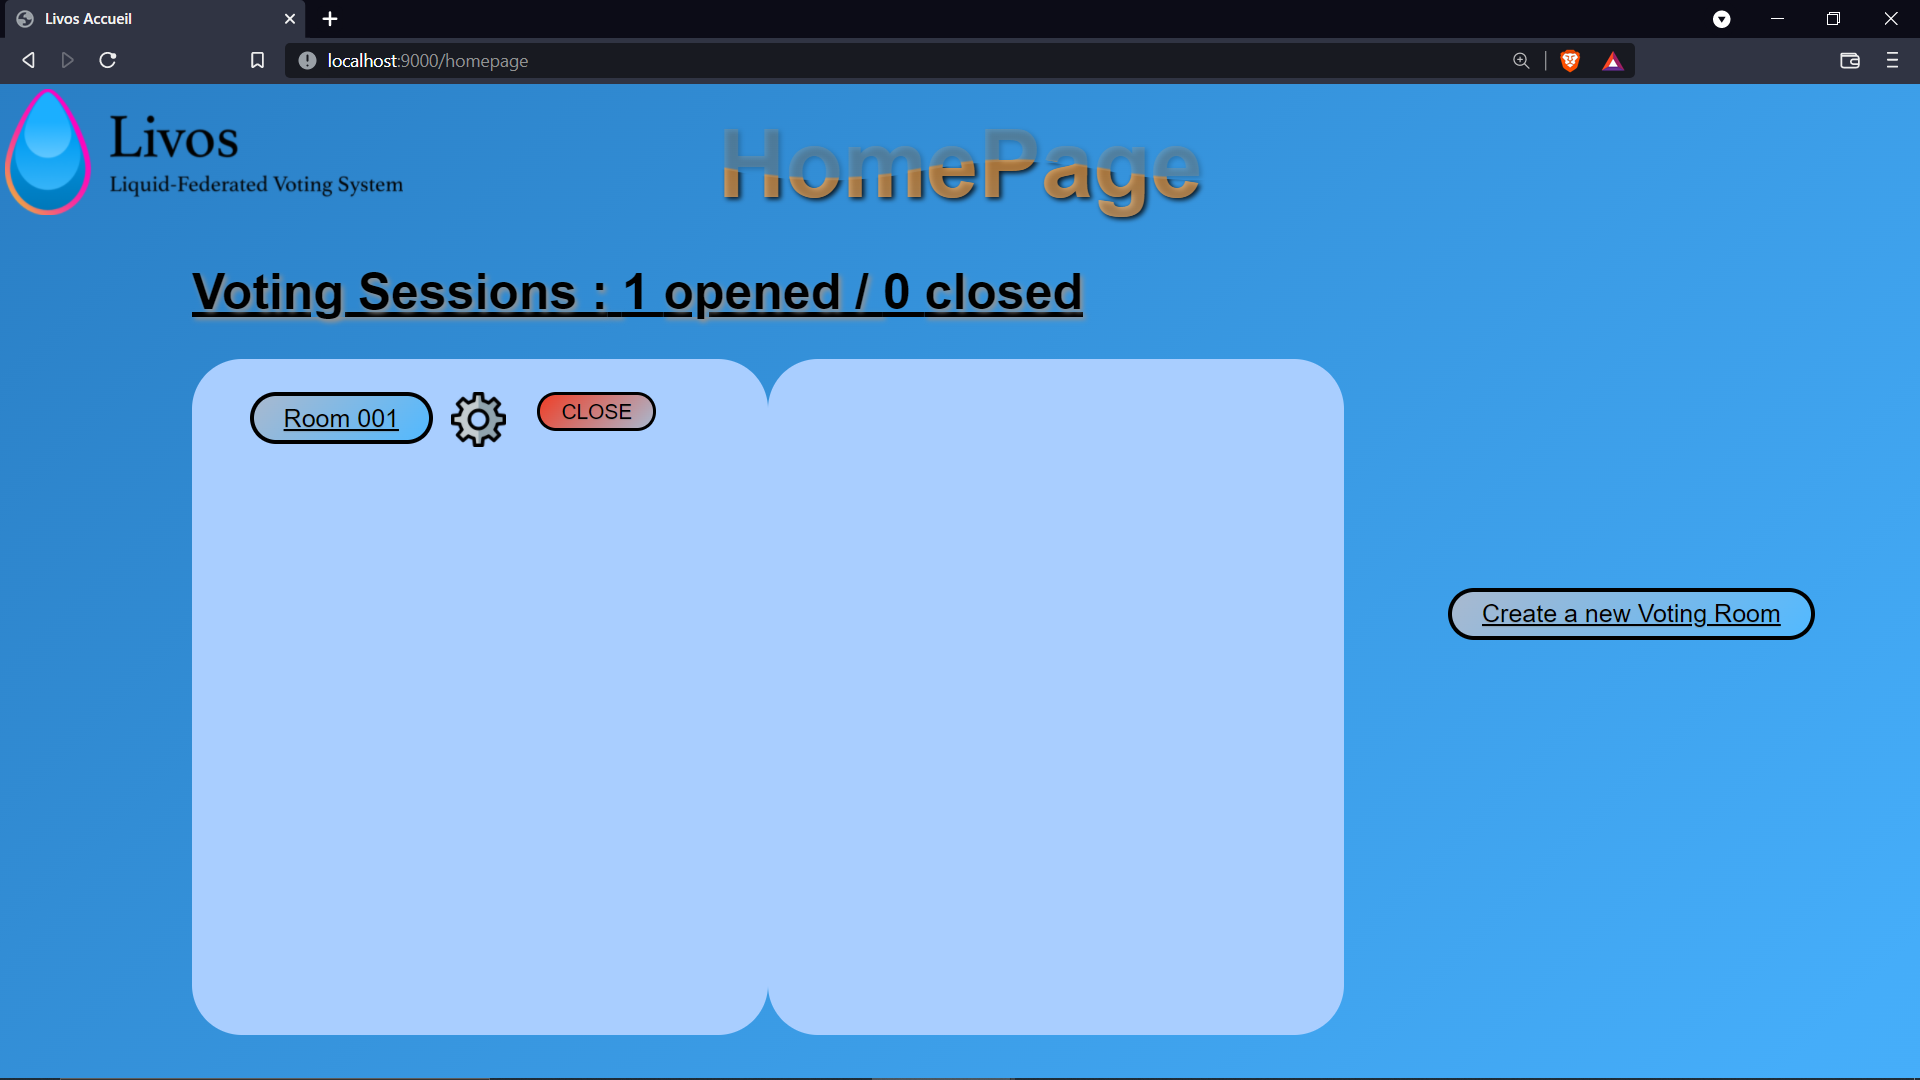 Livos Accueil
localhost:9000/homepage
Livos
Liquid-Federated Voting System
HomePage
Voting Sessions : 1 opened / 0 closed
Room 001
CLOSE
Create a new Voting Room